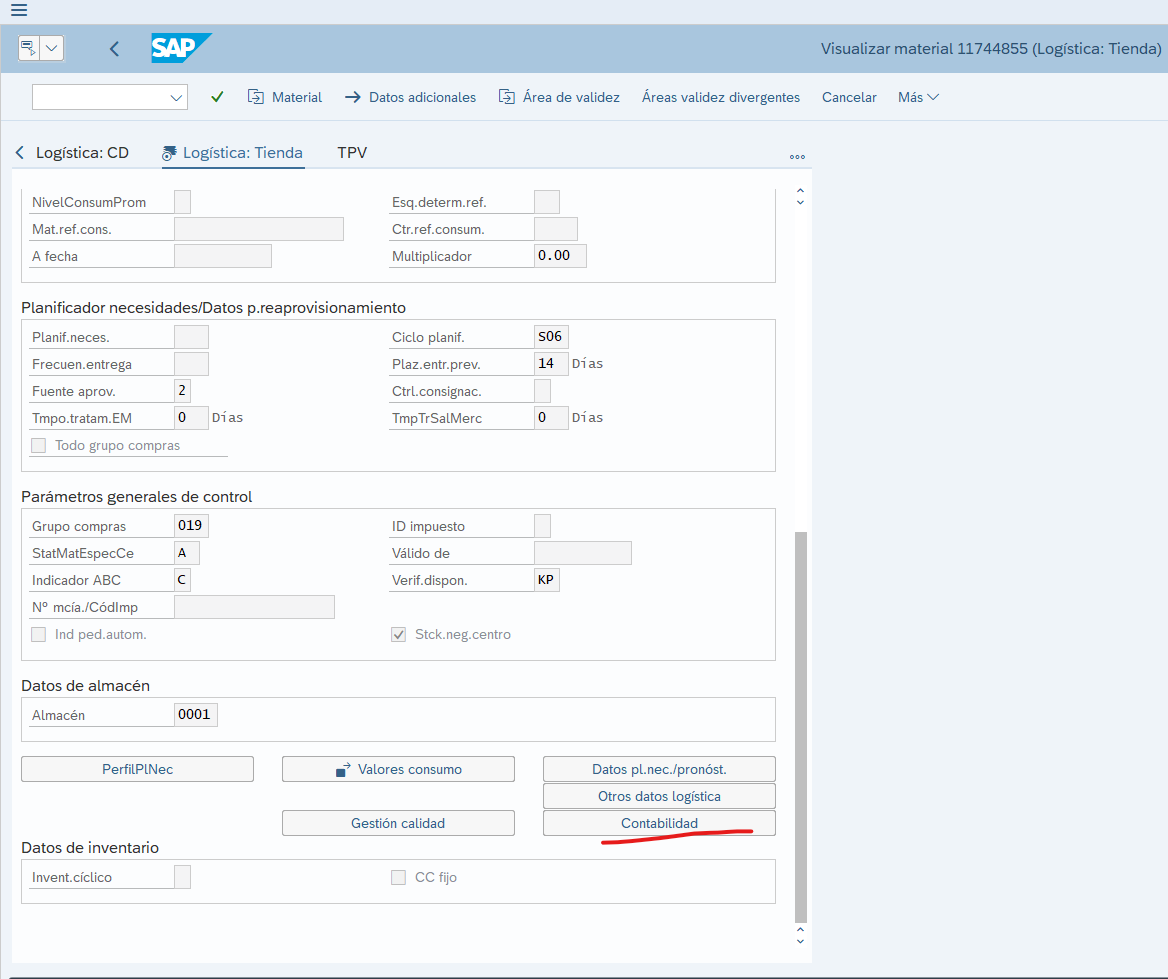 SAP
Visualizar material 11744855 (Logística: Tienda)
Material Datos adicionales Área de validez Áreas validez divergentes Cancelar Más
Logística: CD Logística: Tienda TPV
NivelConsumProm Esq.determ.ref.
Mat.ref.cons. Ctr.ref.consum.
A fecha Multiplicador 0.00
Planificador necesidades/Datos p.reaprovisionamiento
Planif.neces. Ciclo planif. S06
Frecuen.entrega Plaz.entr.prev. 14 Días
Fuente aprov. 2 Ctrl.consignac.
Tmpo.tratam.EM 0 Días TmpTrSalMerc 0 Días
Todo grupo compras
Parámetros generales de control
Grupo compras 019 ID impuesto
StatMatEspecCe A Válido de
Indicador ABC C Verif.dispon. KP
Nº mcía./CódImp
Ind ped.autom. Stck.neg.centro
Datos de almacén
Almacén 0001
PerfilPlNec Valores consumo Datos pl.nec./pronóst.
Otros datos logística
Gestión calidad Contabilidad
Datos de inventario
Invent.cíclico CC fijo